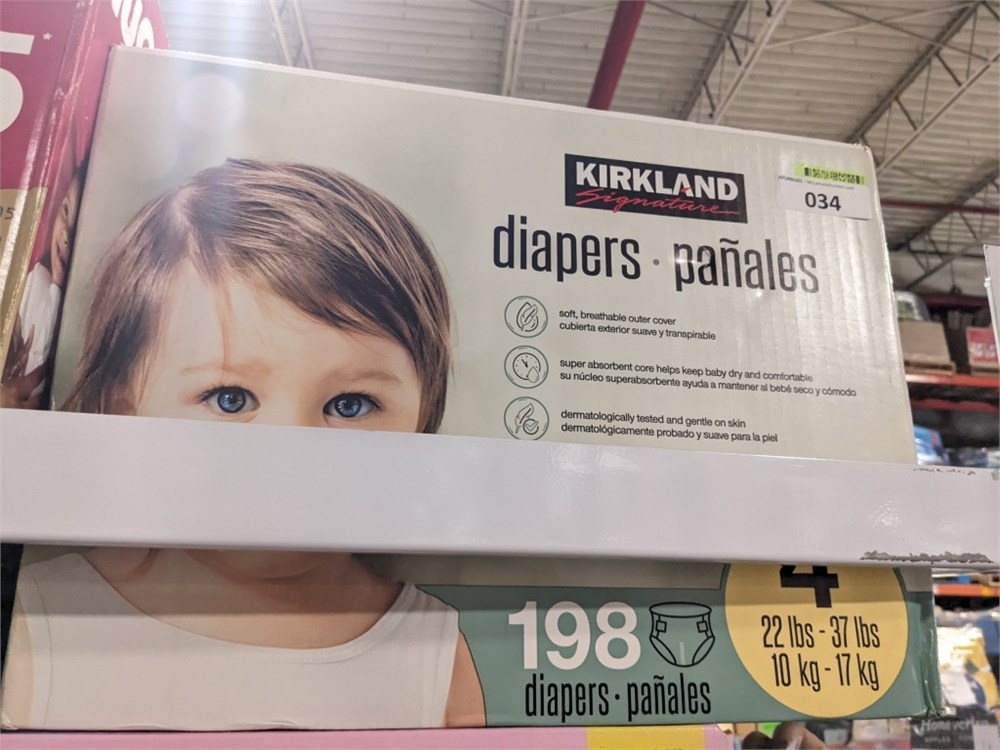 KIRKLAND
Signature
034
diapers · pañales
soft, breathable outer cover
cubierta exterior suave y transpirable
super absorbent core helps keep baby dry and comfortable
su núcleo superabsorbente ayuda a mantener al bebé seco y cómodo
dermatologically tested and gentle on skin
dermatológicamente probado y suave para la piel
4
198
diapers · pañales
22 lbs - 37 lbs
10 kg - 17 kg